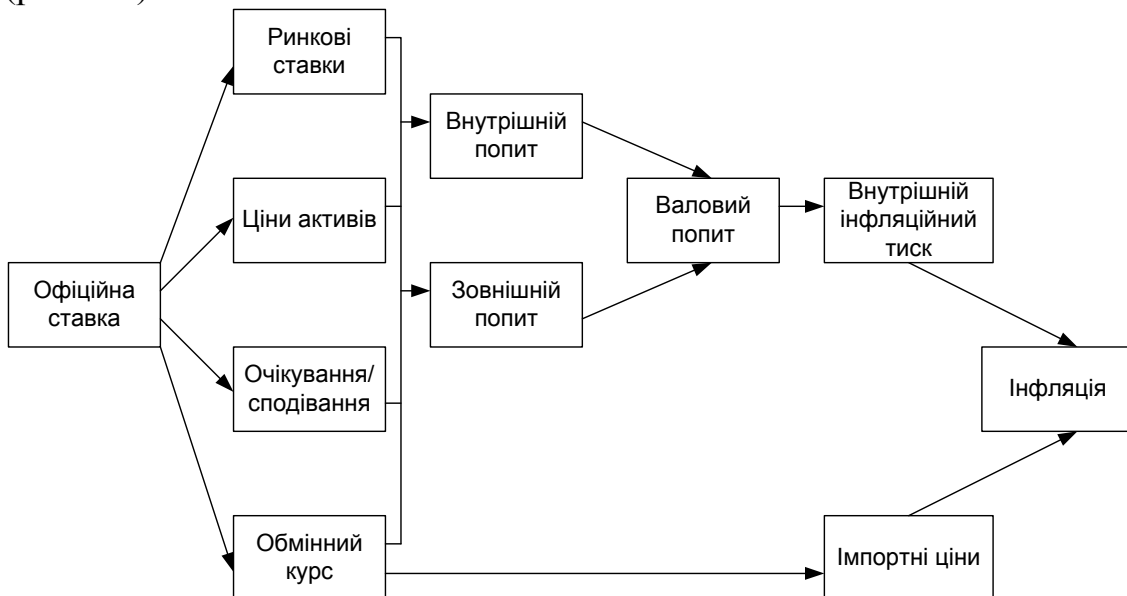 Ринкові
ставки
Внутрішній
попит
Ціни активів
Валовий
попит
Внутрішній
інфляційний
тиск
Офіційна
ставка
Зовнішній
попит
Очікування/
сподівання
Інфляція
Обмінний
курс
Імпортні ціни